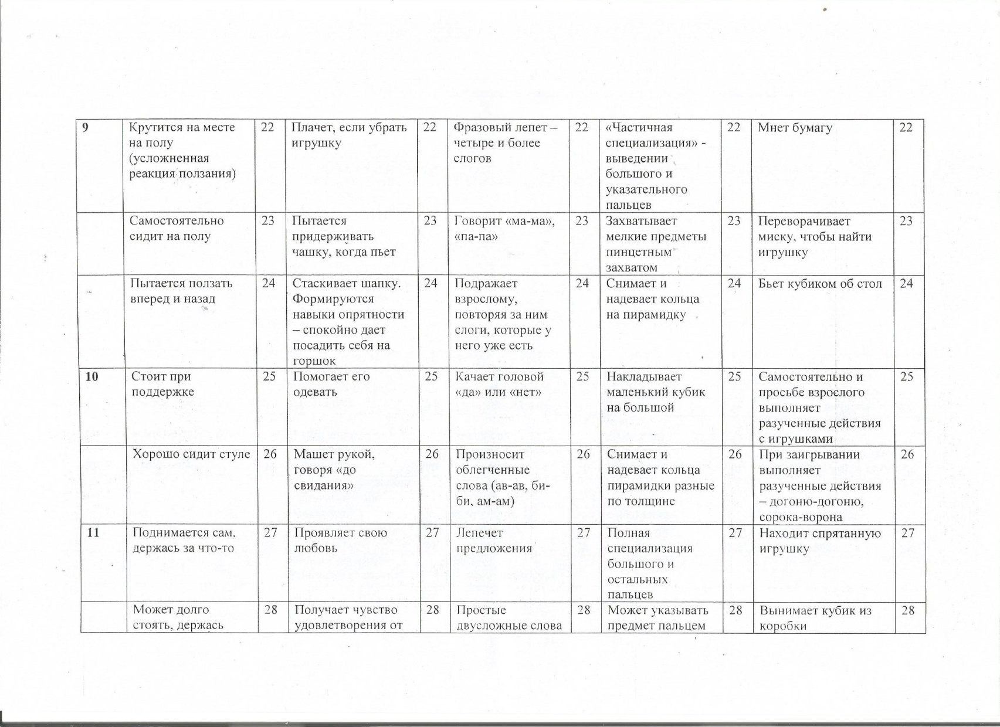 9
Крутится на месте
на полу
(усложненная
реакция ползания)
22
Плачет, если убрать
игрушку
22
Фразовый лепет –
четыре и более
слогов
22
«Частичная
специализация» -
выведении
большого и
указательного
пальцев
22
Мнет бумагу
22
Самостоятельно
сидит на полу
23
Пытается
придерживать
чашку, когда пьет
23
Говорит «ма-ма»,
«па-па»
23
Захватывает
мелкие предметы
пинцетным
захватом
23
Переворачивает
миску, чтобы найти
игрушку
23
Пытается ползать
вперед и назад
24
Стаскивает шапку.
Формируются
навыки опрятности
– спокойно дает
посадить себя на
горшок
24
Подражает
взрослому,
повторяя за ним
слоги, которые у
него уже есть
24
Снимает и
надевает кольца
на пирамидку
24
Бьет кубиком об стол
24
10
Стоит при
поддержке
25
Помогает его
одевать
25
Качает головой
«да» или «нет»
25
Накладывает
маленький кубик
на большой
25
Самостоятельно и
просьбе взрослого
выполняет
разученные действия
с игрушками
25
Хорошо сидит стуле
26
Машет рукой,
говоря «до
свидания»
26
Произносит
облегченные
слова (ав-ав, би-
би, ам-ам)
26
Снимает и
надевает кольца
пирамидки разные
по толщине
26
При заигрывании
выполняет
разученные действия
– догоню-догоню,
сорока-ворона
26
11
Поднимается сам,
держась за что-то
27
Проявляет свою
любовь
27
Лепечет
предложения
27
Полная
специализация
большого и
остальных
пальцев
27
Находит спрятанную
игрушку
27
Может долго
стоять, держась
28
Получает чувство
удовлетворения от
28
Простые
двусложные слова
28
Может указывать
предмет пальцем
28
Вынимает кубик из
коробки
28